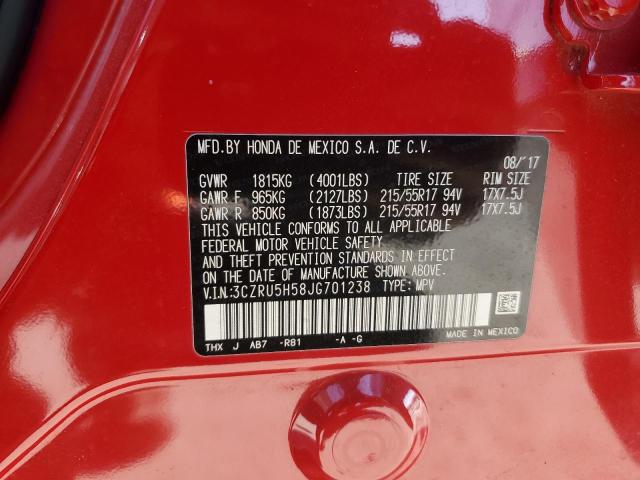 MFD.BY HONDA DE MEXICO S.A. DE C.V.
08/'17
GVWR 1815KG (4001LBS) TIRE SIZE RIM SIZE
GAWR F 965KG (2127LBS) 215/55R17 94V 17X7.5J
GAWR R 850KG (1873LBS) 215/55R17 94V 17X7.5J
THIS VEHICLE CONFORMS TO ALL APPLICABLE
FEDERAL MOTOR VEHICLE SAFETY
AND THEFT PREVENTION STANDARDS IN EFFECT
ON THE DATE OF MANUFACTURE SHOWN ABOVE.
V.I.N:3CZRU5H58JG701238 TYPE: MPV
THX J AB7 -R81 -A -G MADE IN MEXICO